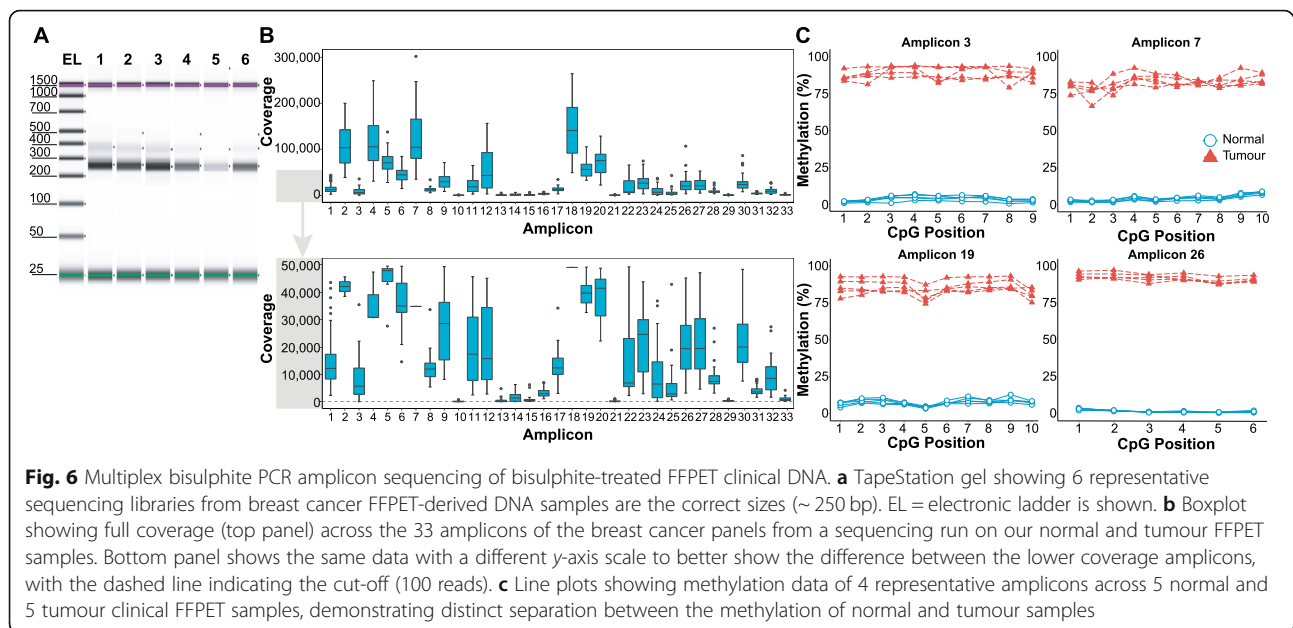 A
EL 1 2 3 4 5 6
1500
1000
700
500
400
300
200
100
50
25
B
300,000
200,000
100,000
0
Coverage
1 2 3 4 5 6 7 8 9 10 11 12 13 14 15 16 17 18 19 20 21 22 23 24 25 26 27 28 29 30 31 32 33
Amplicon
50,000
40,000
30,000
20,000
10,000
0
Coverage
1 2 3 4 5 6 7 8 9 10 11 12 13 14 15 16 17 18 19 20 21 22 23 24 25 26 27 28 29 30 31 32 33
Amplicon
C
Amplicon 3
100
75
50
25
0
Methylation (%)
1 2 3 4 5 6 7 8 9
CpG Position
Amplicon 7
100
75
50
25
0
Normal
Tumour
1 2 3 4 5 6 7 8 9 10
CpG Position
Amplicon 19
100
75
50
25
0
Methylation (%)
1 2 3 4 5 6 7 8 9 10
CpG Position
Amplicon 26
100
75
50
25
0
1 2 3 4 5 6
CpG Position
Fig. 6 Multiplex bisulphite PCR amplicon sequencing of bisulphite-treated FFPET clinical DNA. a TapeStation gel showing 6 representative
sequencing libraries from breast cancer FFPET-derived DNA samples are the correct sizes (~ 250 bp). EL = electronic ladder is shown. b Boxplot
showing full coverage (top panel) across the 33 amplicons of the breast cancer panels from a sequencing run on our normal and tumour FFPET
samples. Bottom panel shows the same data with a different y-axis scale to better show the difference between the lower coverage amplicons,
with the dashed line indicating the cut-off (100 reads). c Line plots showing methylation data of 4 representative amplicons across 5 normal and
5 tumour clinical FFPET samples, demonstrating distinct separation between the methylation of normal and tumour samples